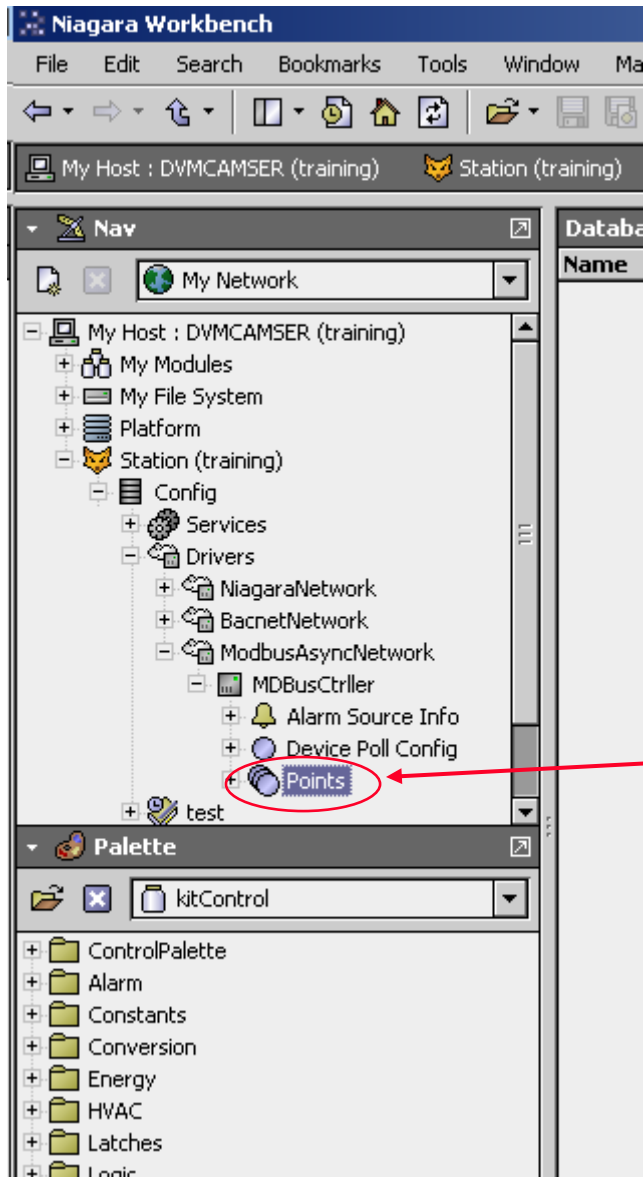 Niagara Workbench
File Edit Search Bookmarks Tools Window Ma
My Host : DVMCAMSER (training) Station (training)
Nav
My Network
My Host : DVMCAMSER (training)
My Modules
My File System
Platform
Station (training)
Config
Services
Drivers
NiagaraNetwork
BacnetNetwork
ModbusAsyncNetwork
MDBusCtrller
Alarm Source Info
Device Poll Config
Points
test
Databa
Name
Palette
kitControl
ControlPalette
Alarm
Constants
Conversion
Energy
HVAC
Latches
Logic